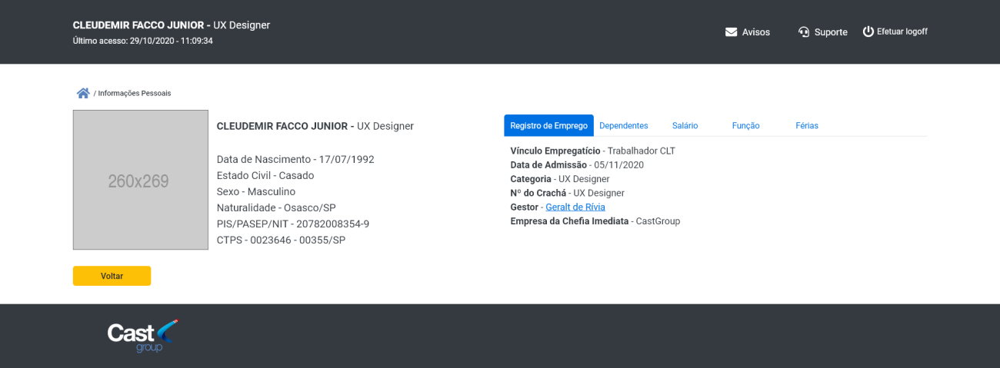 CLEUDEMIR FACCO JUNIOR - UX Designer
Último acesso: 29/10/2020 - 11:09:34
Avisos
Suporte
Efetuar logoff
/ Informações Pessoais
260x269
CLEUDEMIR FACCO JUNIOR - UX Designer
Data de Nascimento - 17/07/1992
Estado Civil - Casado
Sexo - Masculino
Naturalidade - Osasco/SP
PIS/PASEP/NIT - 20782008354-9
CTPS - 0023646 - 00355/SP
Registro de Emprego
Dependentes
Salário
Função
Férias
Vínculo Empregatício - Trabalhador CLT
Data de Admissão - 05/11/2020
Categoria - UX Designer
Nº do Crachá - UX Designer
Gestor - Geralt de Rívia
Empresa da Chefia Imediata - CastGroup
Voltar
Cast
group